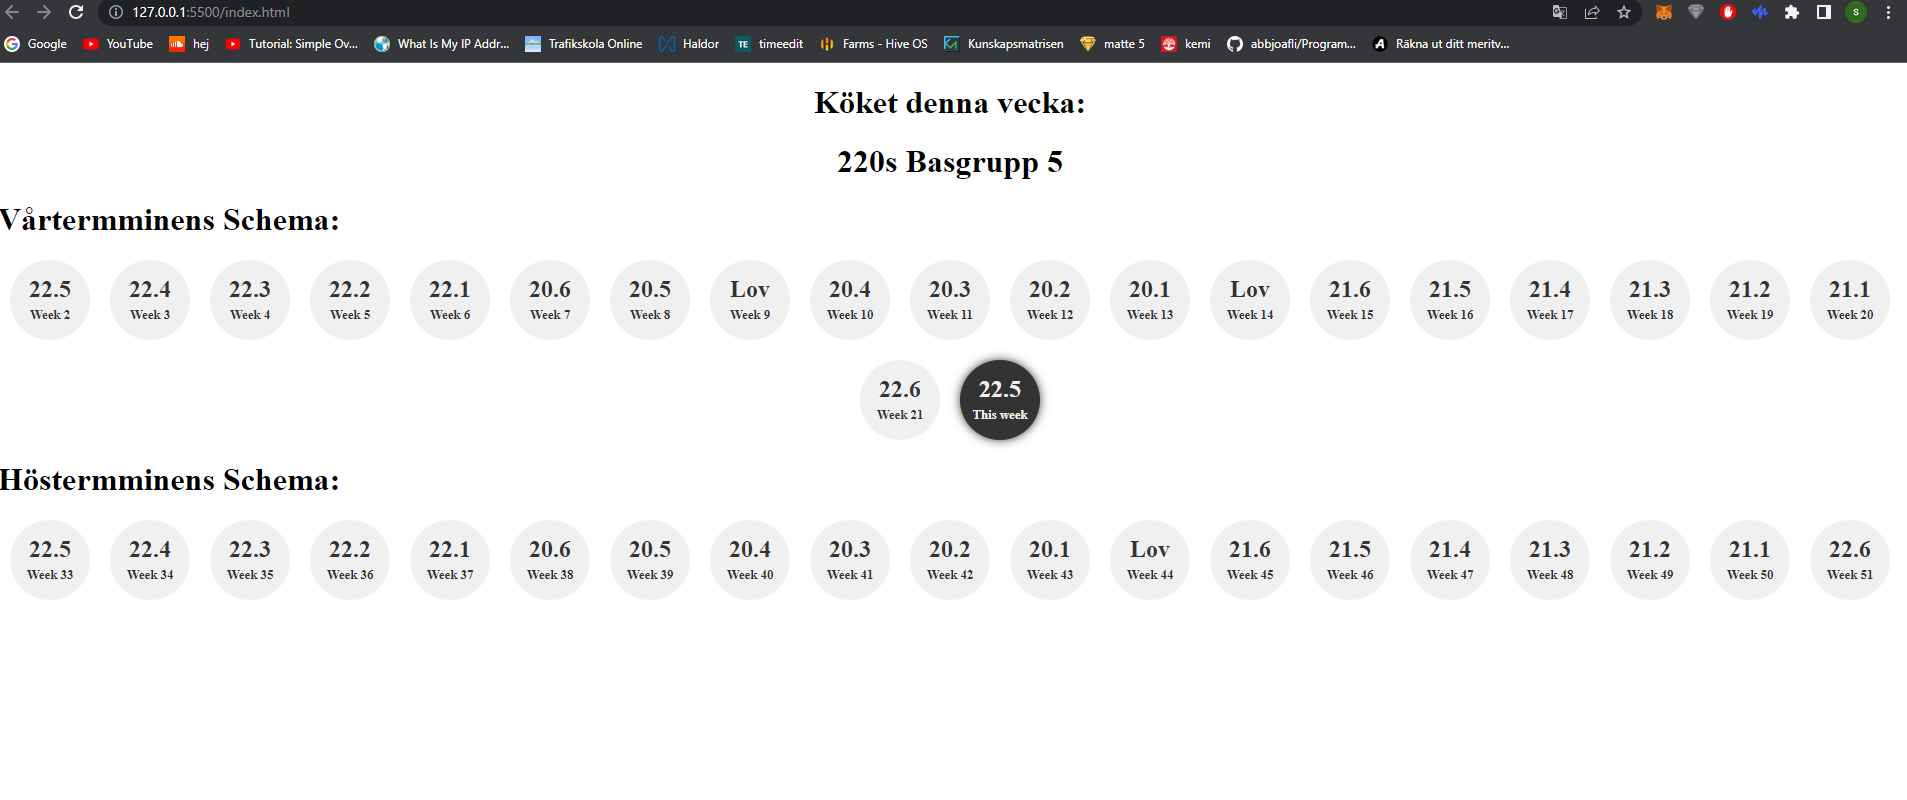 127.0.0.1:5500/index.html
S
Google YouTube hej Tutorial: Simple Ov... What Is My IP Addr... Trafikskola Online Haldor TE timeedit Farms - Hive OS Kunskapsmatrisen matte 5 kemi abbjoafli/Program... A Räkna ut ditt meritv...
Köket denna vecka:
220s Basgrupp 5
Vårtermminens Schema:
22.5 22.4 22.3 22.2 22.1 20.6 20.5 Lov 20.4 20.3 20.2 20.1 Lov 21.6 21.5 21.4 21.3 21.2 21.1
Week 2 Week 3 Week 4 Week 5 Week 6 Week 7 Week 8 Week 9 Week 10 Week 11 Week 12 Week 13 Week 14 Week 15 Week 16 Week 17 Week 18 Week 19 Week 20
22.6 22.5
Week 21 This week
Höstermminens Schema:
22.5 22.4 22.3 22.2 22.1 20.6 20.5 20.4 20.3 20.2 20.1 Lov 21.6 21.5 21.4 21.3 21.2 21.1 22.6
Week 33 Week 34 Week 35 Week 36 Week 37 Week 38 Week 39 Week 40 Week 41 Week 42 Week 43 Week 44 Week 45 Week 46 Week 47 Week 48 Week 49 Week 50 Week 51